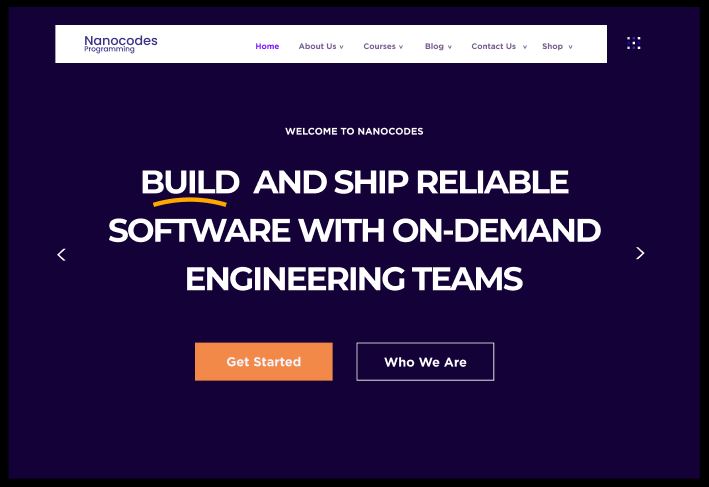 Nanocodes
Programming
Home About Us Courses Blog Contact Us Shop
WELCOME TO NANOCODES
BUILD AND SHIP RELIABLE
SOFTWARE WITH ON-DEMAND
ENGINEERING TEAMS
Get Started Who We Are